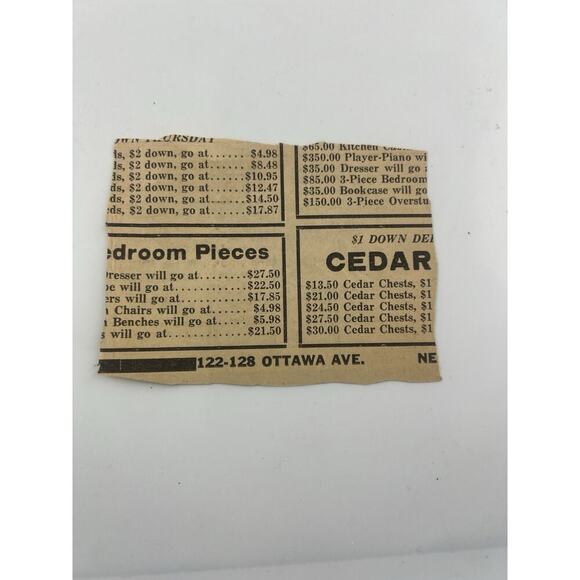 THURSDAY
ds, $2 down, go at...... $4.98
ds, $2 down, go at...... $8.48
ds, $2 down, go at......$10.95
ds, $2 down, go at......$12.47
eds, $2 down, go at......$14.50
ds, $2 down, go at......$17.87
$65.00 Kitchen
$350.00 Player-Piano wi
$35.00 Dresser will go
$85.00 3-Piece Bedroom
$35.00 Bookcase will go
$150.00 3-Piece Overstu
edroom Pieces
Dresser will go at........$27.50
will go at............$22.50
ers will go at..........$17.85
Chairs will go at...... $4.98
Benches will go at..... $5.98
s will go at...........$21.50
$1 DOWN DEL
CEDAR
$13.50 Cedar Chests, $1
$21.00 Cedar Chests, $1
$24.50 Cedar Chests, $1
$27.50 Cedar Chests, $1
$30.00 Cedar Chests, $1
122-128 OTTAWA AVE. NE